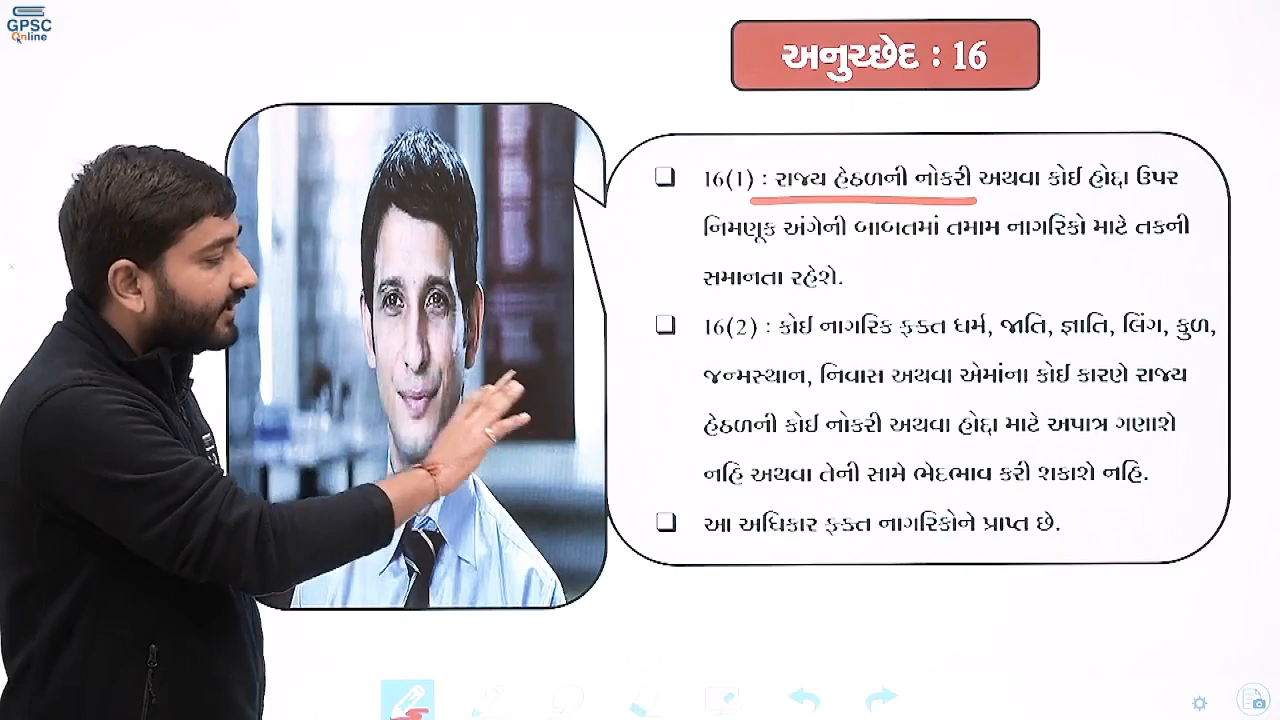 GPSC
Online
અનુચ્છેદ : 16
16(1) : રાજ્ય હેઠળની નોકરી અથવા કોઈ હોદ્દા ઉપર
નિમણૂક અંગેની બાબતમાં તમામ નાગરિકો માટે તકની
સમાનતા રહેશે.
16(2) : કોઈ નાગરિક ફક્ત ધર્મ, જાતિ, જ્ઞાતિ, લિંગ, કુળ,
જન્મસ્થાન, નિવાસ અથવા એમાંના કોઈ કારણે રાજ્ય
હેઠળની કોઈ નોકરી અથવા હોદ્દા માટે અપાત્ર ગણાશે
નહિ અથવા તેની સામે ભેદભાવ કરી શકાશે નહિ.
આ અધિકાર ફક્ત નાગરિકોને પ્રાપ્ત છે.